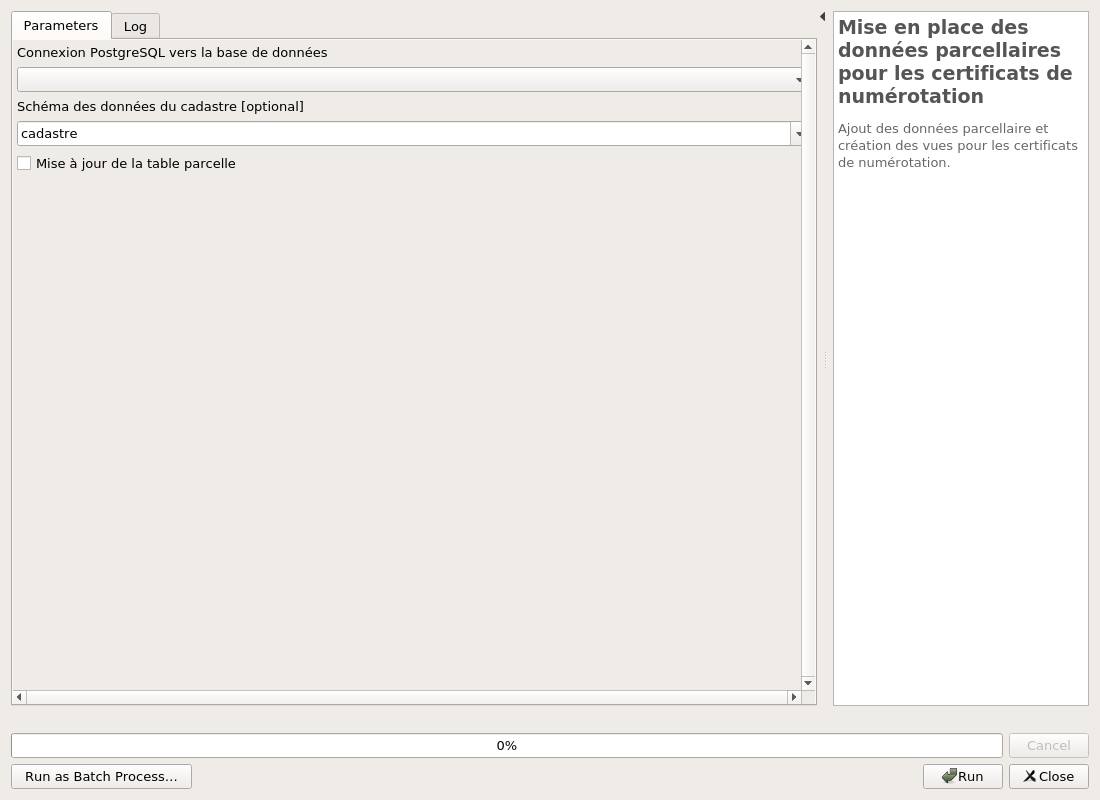 Parameters
Log
Connexion PostgreSQL vers la base de données
Schéma des données du cadastre [optional]
cadastre
Mise à jour de la table parcelle
Mise en place des
données parcellaires
pour les certificats de
numérotation
Ajout des données parcellaire et
création des vues pour les certificats
de numérotation.
0%
Cancel
Run as Batch Process…
Run
Close